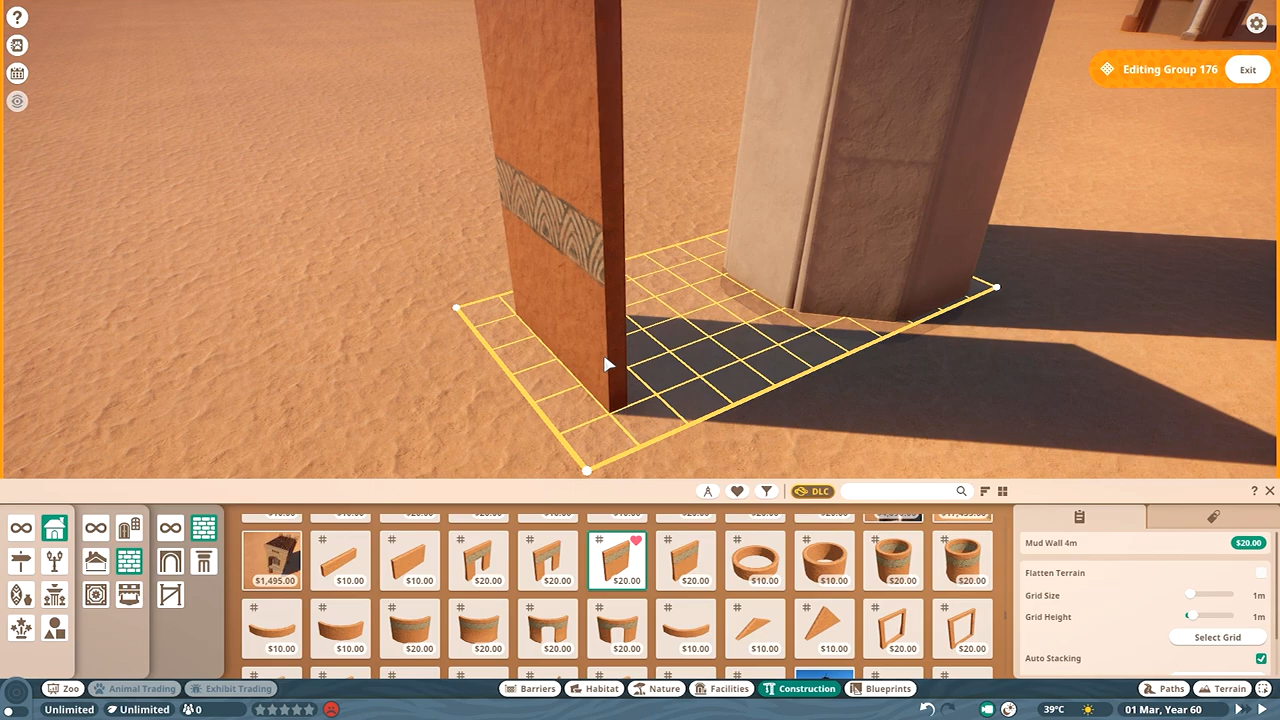 ?
Editing Group 176 Exit
DLC
? ×
$1,495.00 $10.00 $10.00 $20.00 $20.00 $20.00 $20.00 $10.00 $10.00 $20.00 $20.00
$10.00 $10.00 $20.00 $20.00 $20.00 $20.00 $10.00 $10.00 $10.00 $20.00 $20.00
Mud Wall 4m $20.00
Flatten Terrain
Grid Size 1m
Grid Height 1m
Select Grid
Auto Stacking
Zoo Animal Trading Exhibit Trading Barriers Habitat Nature Facilities Construction Blueprints Paths Terrain
Unlimited Unlimited 0 39°C 01 Mar, Year 60